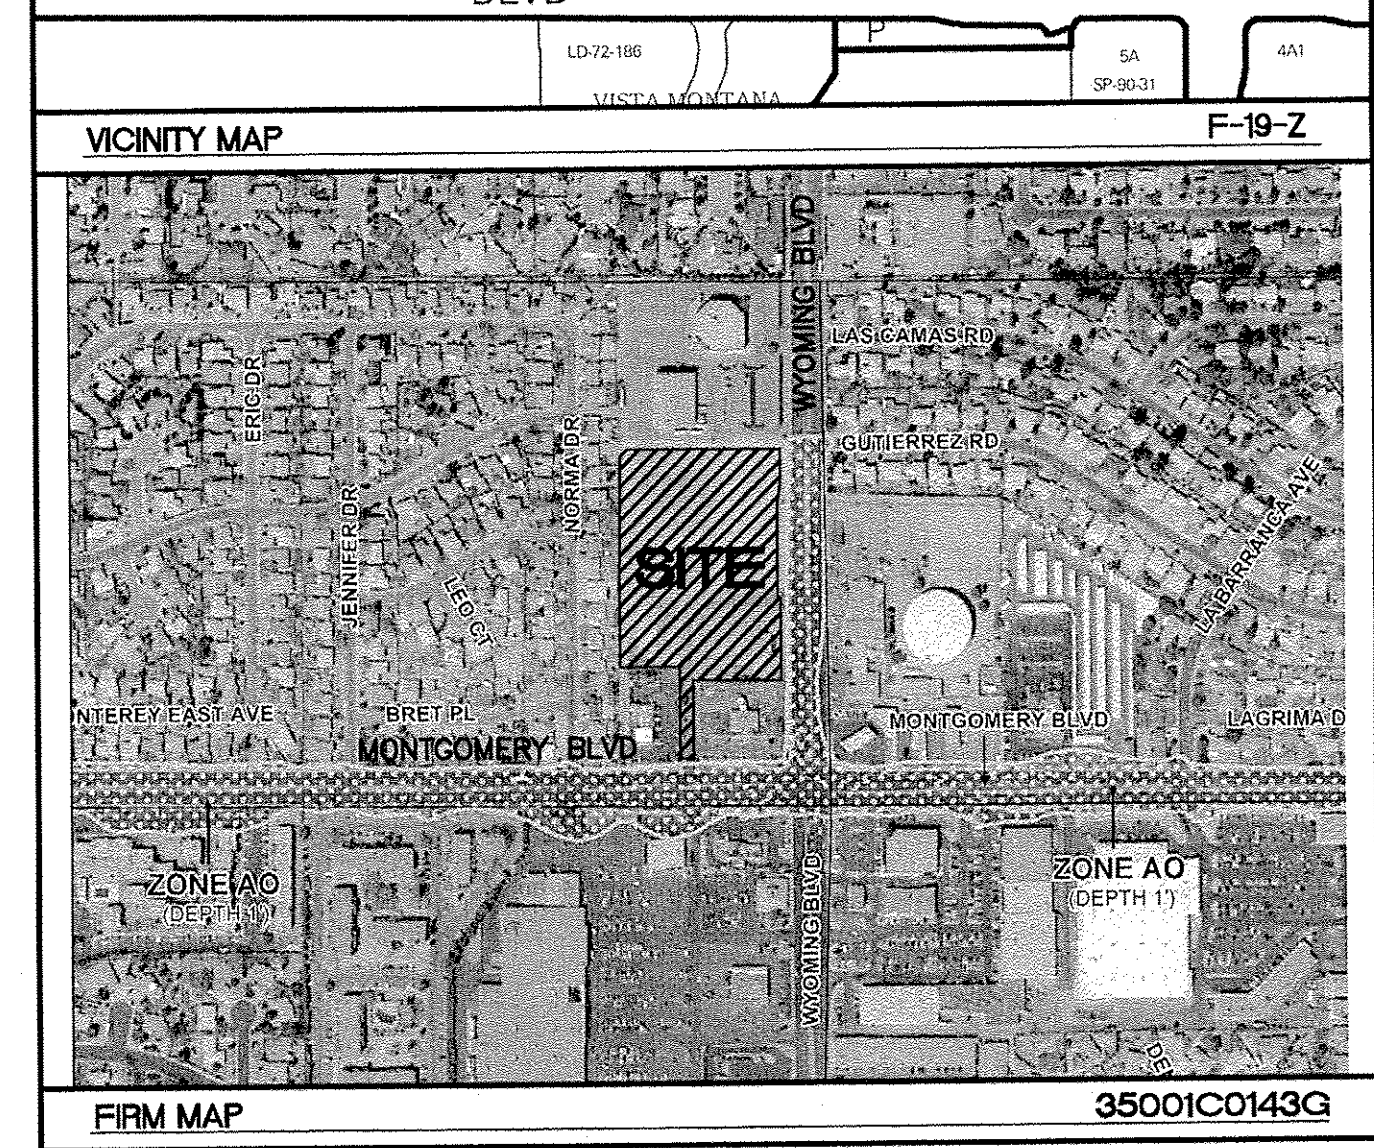 BLVD
LD-72-186
P
5A
SP-90-31
4A1
VISTA MONTANA
VICINITY MAP
F-19-Z
WYOMING BLVD
LAS CAMAS RD
ERIC DR
NORMA DR
GUTIERREZ RD
JENNIFER DR
LA BARRANCA AVE
SITE
LEO CT
NTEREY EAST AVE
BRET PL
MONTGOMERY BLVD
LAGRIMA D
MONTGOMERY BLVD
ZONE AO
(DEPTH 1')
ZONE AO
(DEPTH 1')
WYOMING BLVD
DE
FIRM MAP
35001C0143G